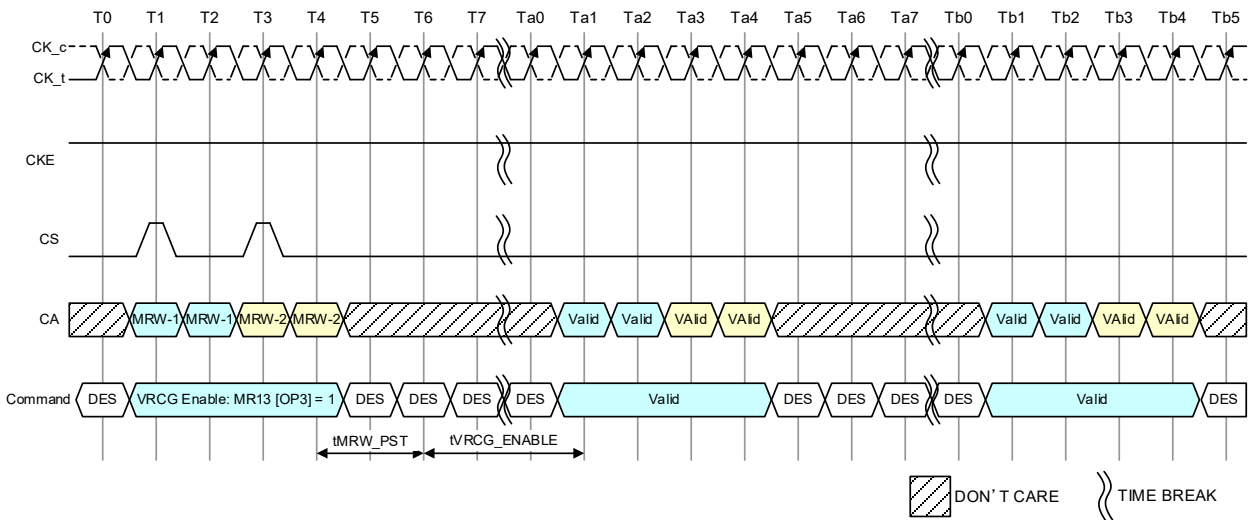 T0 T1 T2 T3 T4 T5 T6 T7 Ta0 Ta1 Ta2 Ta3 Ta4 Ta5 Ta6 Ta7 Tb0 Tb1 Tb2 Tb3 Tb4 Tb5
CK_c
CK_t
CKE
CS
CA MRW-1 MRW-1 MRW-2 MRW-2 Valid Valid VAlid VAlid Valid Valid VAlid VAlid
Command DES VRCG Enable: MR13 [OP3] = 1 DES DES DES DES Valid DES DES DES DES Valid DES
tMRW_PST tVRCG_ENABLE
DON'T CARE TIME BREAK